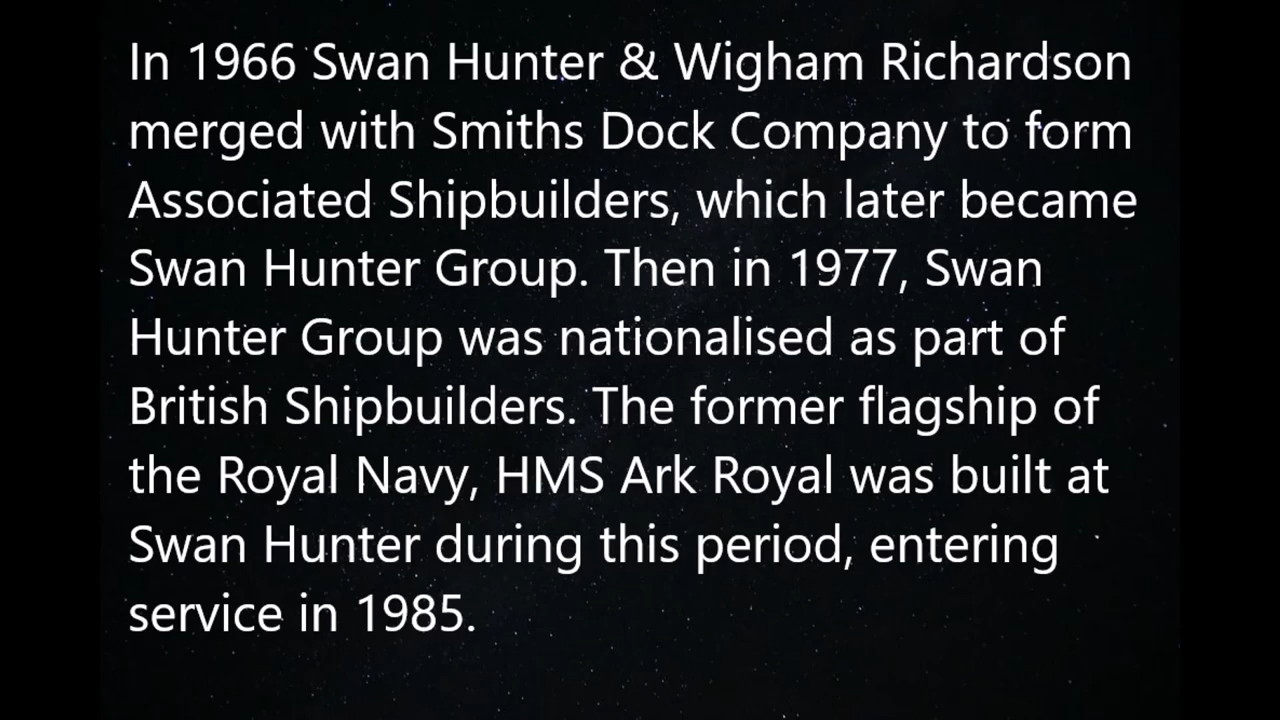 In 1966 Swan Hunter & Wigham Richardson
merged with Smiths Dock Company to form
Associated Shipbuilders, which later became
Swan Hunter Group. Then in 1977, Swan
Hunter Group was nationalised as part of
British Shipbuilders. The former flagship of
the Royal Navy, HMS Ark Royal was built at
Swan Hunter during this period, entering
service in 1985.